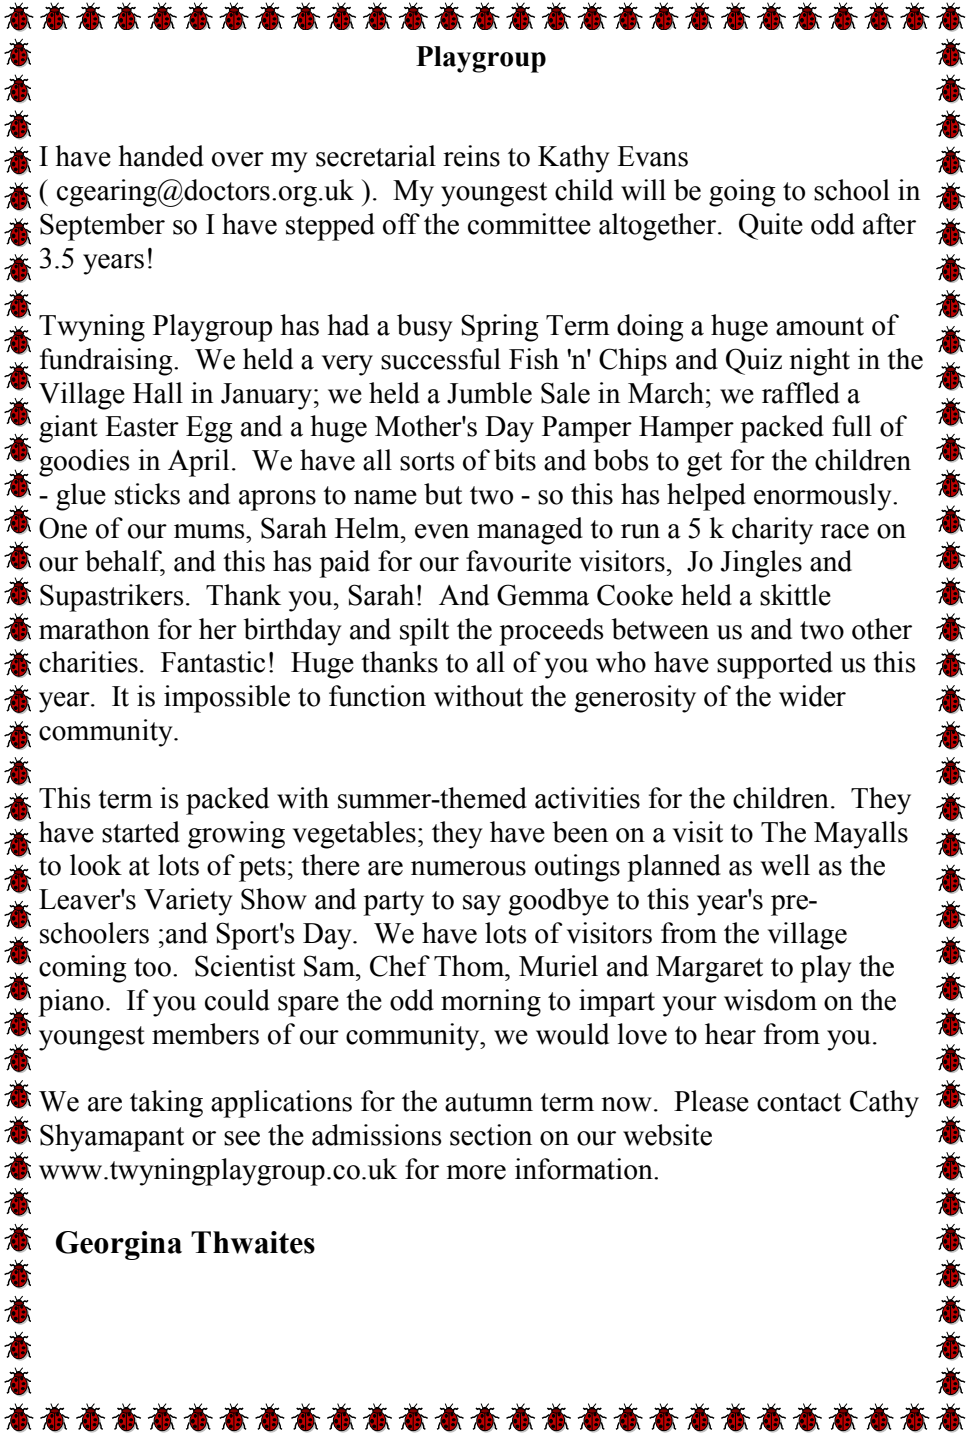 Playgroup
I have handed over my secretarial reins to Kathy Evans
( cgearing@doctors.org.uk ).  My youngest child will be going to school in
September so I have stepped off the committee altogether.  Quite odd after
3.5 years!
Twyning Playgroup has had a busy Spring Term doing a huge amount of
fundraising.  We held a very successful Fish 'n' Chips and Quiz night in the
Village Hall in January; we held a Jumble Sale in March; we raffled a
giant Easter Egg and a huge Mother's Day Pamper Hamper packed full of
goodies in April.  We have all sorts of bits and bobs to get for the children
- glue sticks and aprons to name but two - so this has helped enormously.
One of our mums, Sarah Helm, even managed to run a 5 k charity race on
our behalf, and this has paid for our favourite visitors,  Jo Jingles and
Supastrikers.  Thank you, Sarah!  And Gemma Cooke held a skittle
marathon for her birthday and spilt the proceeds between us and two other
charities.  Fantastic!  Huge thanks to all of you who have supported us this
year.  It is impossible to function without the generosity of the wider
community.
This term is packed with summer-themed activities for the children.  They
have started growing vegetables; they have been on a visit to The Mayalls
to look at lots of pets; there are numerous outings planned as well as the
Leaver's Variety Show and party to say goodbye to this year's pre-
schoolers ;and Sport's Day.  We have lots of visitors from the village
coming too.  Scientist Sam, Chef Thom, Muriel and Margaret to play the
piano.  If you could spare the odd morning to impart your wisdom on the
youngest members of our community, we would love to hear from you.
We are taking applications for the autumn term now.  Please contact Cathy
Shyamapant or see the admissions section on our website
www.twyningplaygroup.co.uk for more information.
Georgina Thwaites